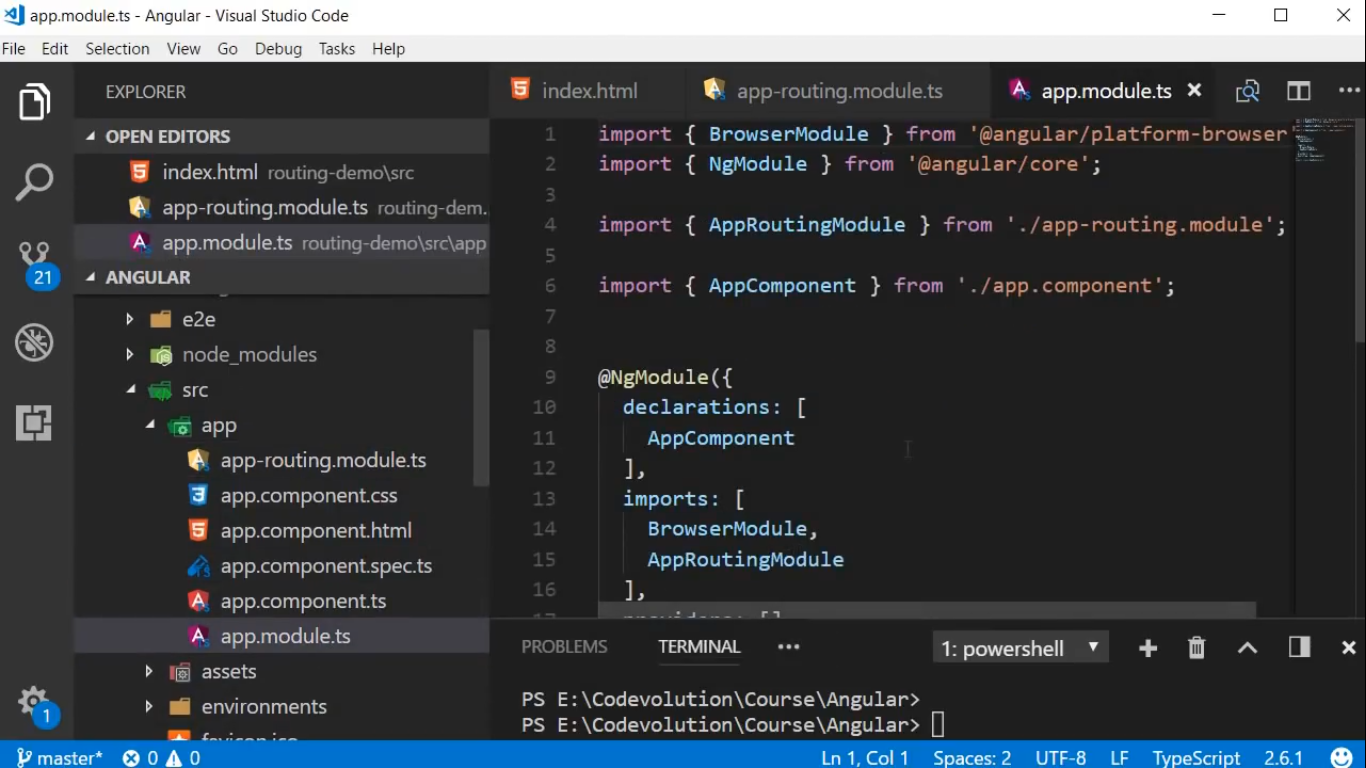 app.module.ts - Angular - Visual Studio Code
File Edit Selection View Go Debug Tasks Help
EXPLORER
OPEN EDITORS
index.html routing-demo\src
app-routing.module.ts routing-dem...
app.module.ts routing-demo\src\app
21
ANGULAR
e2e
node_modules
src
app
app-routing.module.ts
app.component.css
app.component.html
app.component.spec.ts
app.component.ts
app.module.ts
assets
environments
favicon.ico
1
index.html app-routing.module.ts app.module.ts
1 import { BrowserModule } from '@angular/platform-browser'
2 import { NgModule } from '@angular/core';
3
4 import { AppRoutingModule } from './app-routing.module';
5
6 import { AppComponent } from './app.component';
7
8
9 @NgModule({
10 declarations: [
11 AppComponent
12 ],
13 imports: [
14 BrowserModule,
15 AppRoutingModule
16 ],
17 providers: []
PROBLEMS TERMINAL ••• 1: powershell
PS E:\Codevolution\Course\Angular>
PS E:\Codevolution\Course\Angular>
master* 0 0 Ln 1, Col 1 Spaces: 2 UTF-8 LF TypeScript 2.6.1